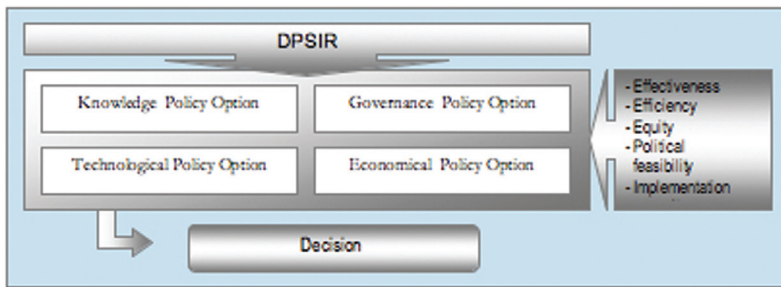 DPSIR
Knowledge Policy Option
Governance Policy Option
Technological Policy Option
Economical Policy Option
- Effectiveness
- Efficiency
- Equity
- Political
feasibility
- Implementation
Decision